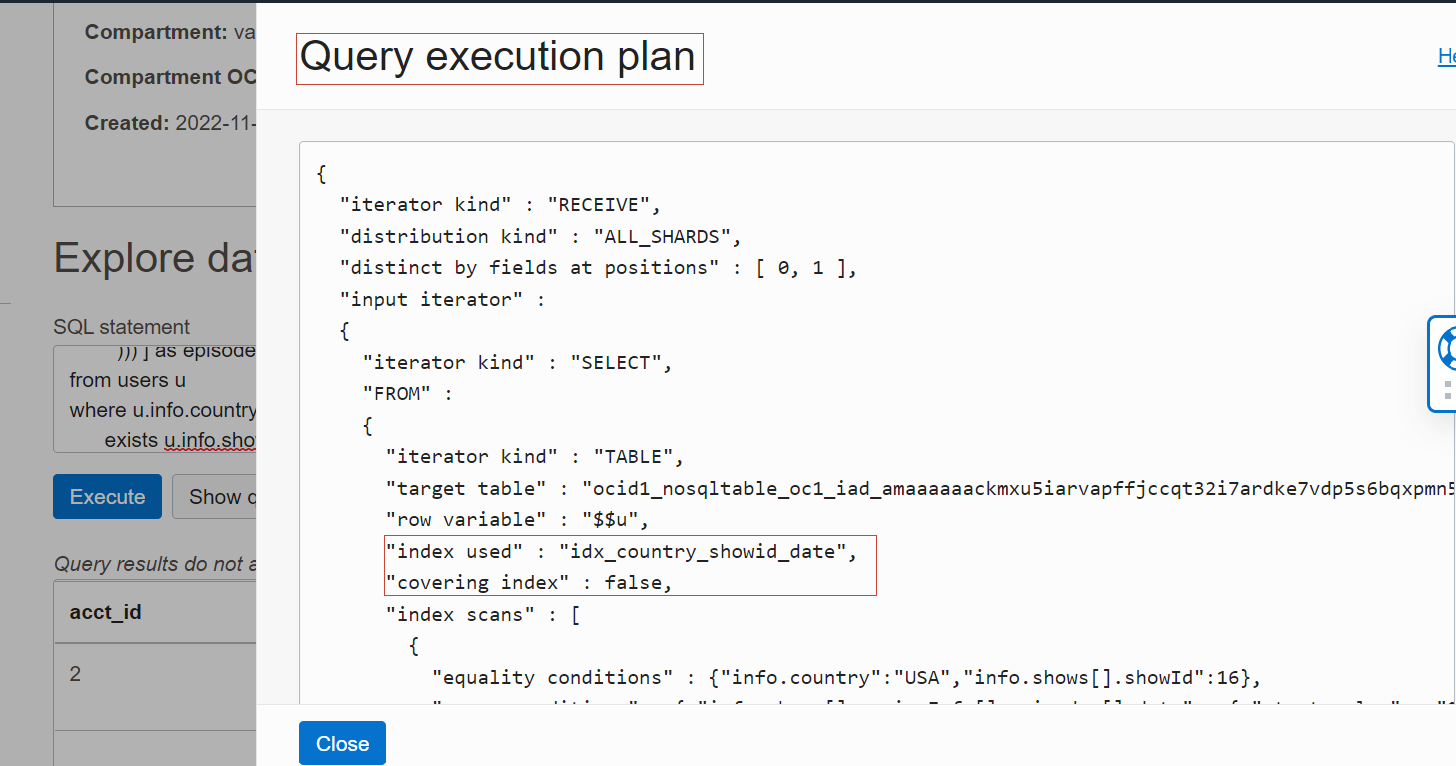 Compartment: va
Compartment OC
Created: 2022-11-
Explore da
SQL statement
))) ] as episode
from users u
where u.info.country
exists u.info.sho
Execute
Show
Query results do not a
acct_id
2
Query execution plan
He
{
"iterator kind" : "RECEIVE",
"distribution kind" : "ALL_SHARDS",
"distinct by fields at positions" : [ 0, 1 ],
"input iterator" :
{
"iterator kind" : "SELECT",
"FROM" :
{
"iterator kind" : "TABLE",
"target table" : "ocid1_nosqltable_oc1_iad_amaaaaaackmxu5iarvapffjccqt32i7ardke7vdp5s6bqxpmn5
"row variable" : "$$u",
"index used" : "idx_country_showid_date",
"covering index" : false,
"index scans" : [
{
"equality conditions" : {"info.country":"USA","info.shows[].showId":16},
Close